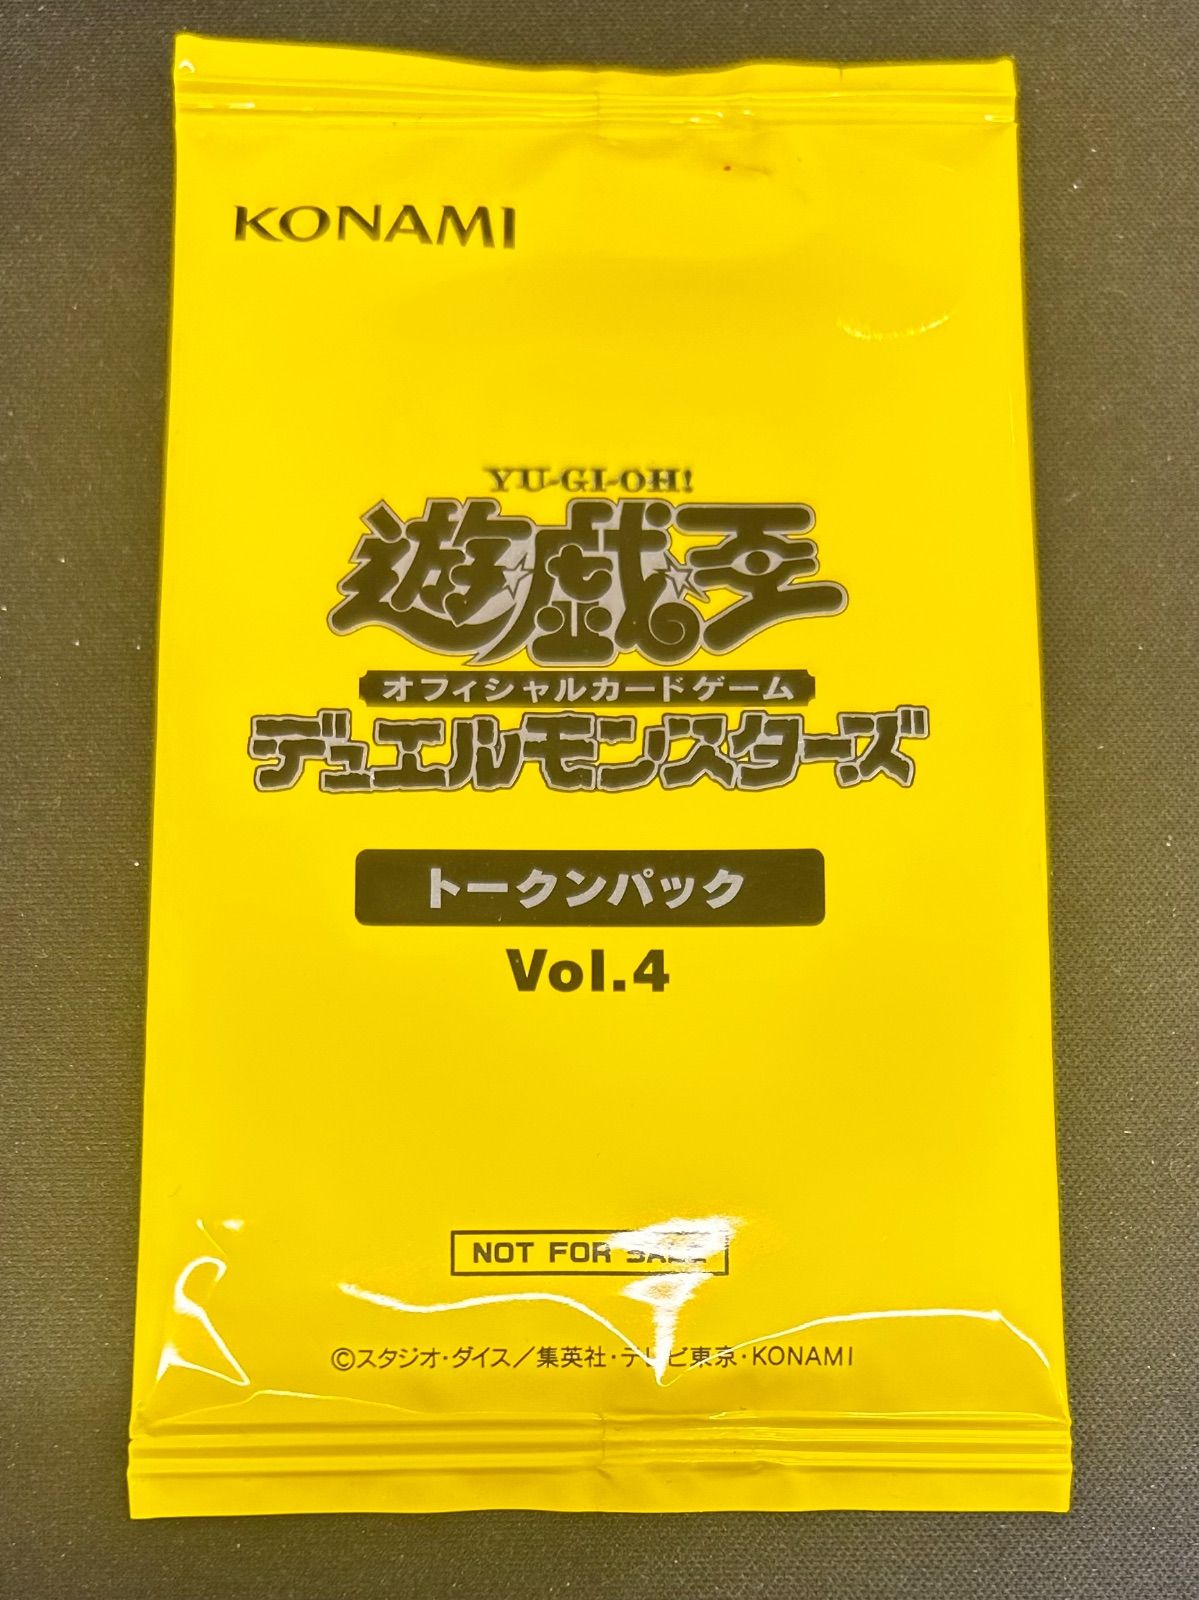 KONAMI
YU-GI-OH!
遊戯王
オフィシャルカードゲーム
デュエルモンスターズ
トークンパック
Vol.4
NOT FOR SALE
©スタジオ・ダイス／集英社・テレビ東京・KONAMI